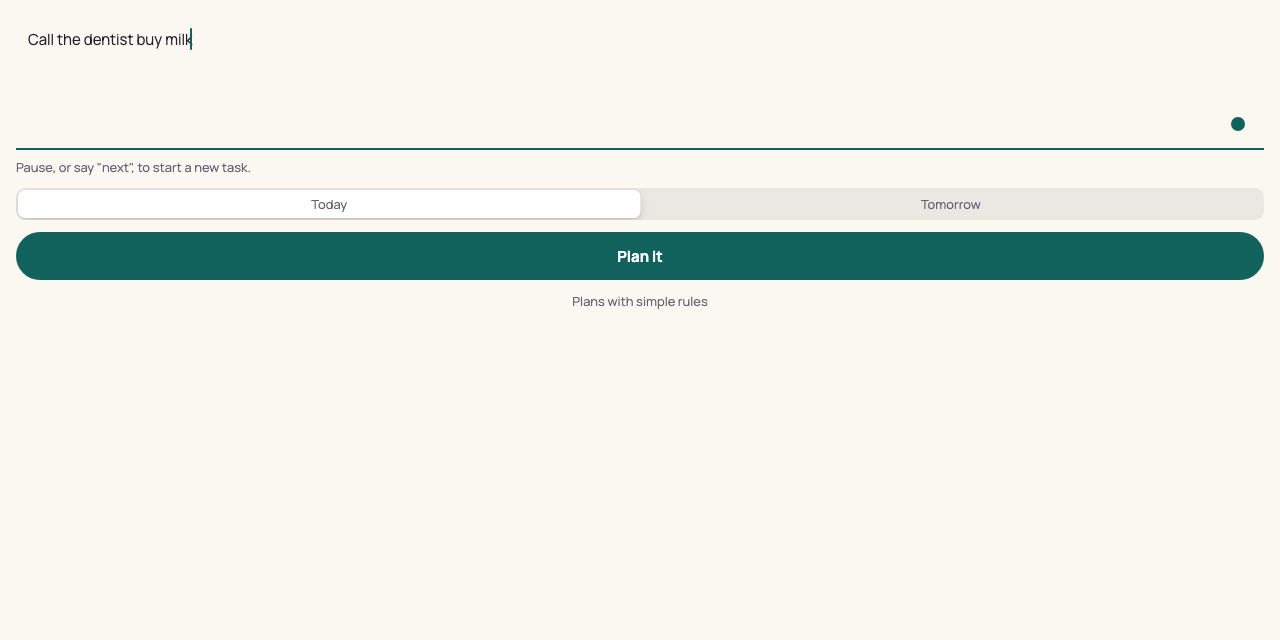 Call the dentist buy milk
Pause, or say "next", to start a new task.
Today
Tomorrow
Plan it
Plans with simple rules